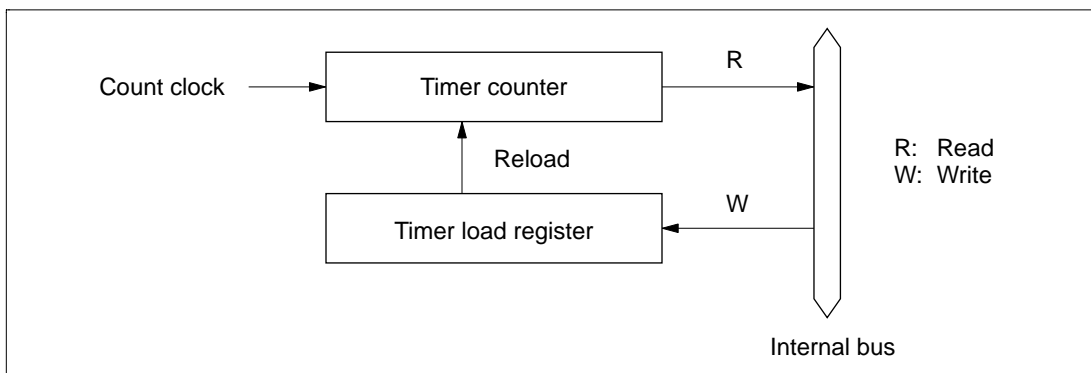 R
Count clock
Timer counter
Reload
R: Read
W: Write
W
Timer load register
Internal bus